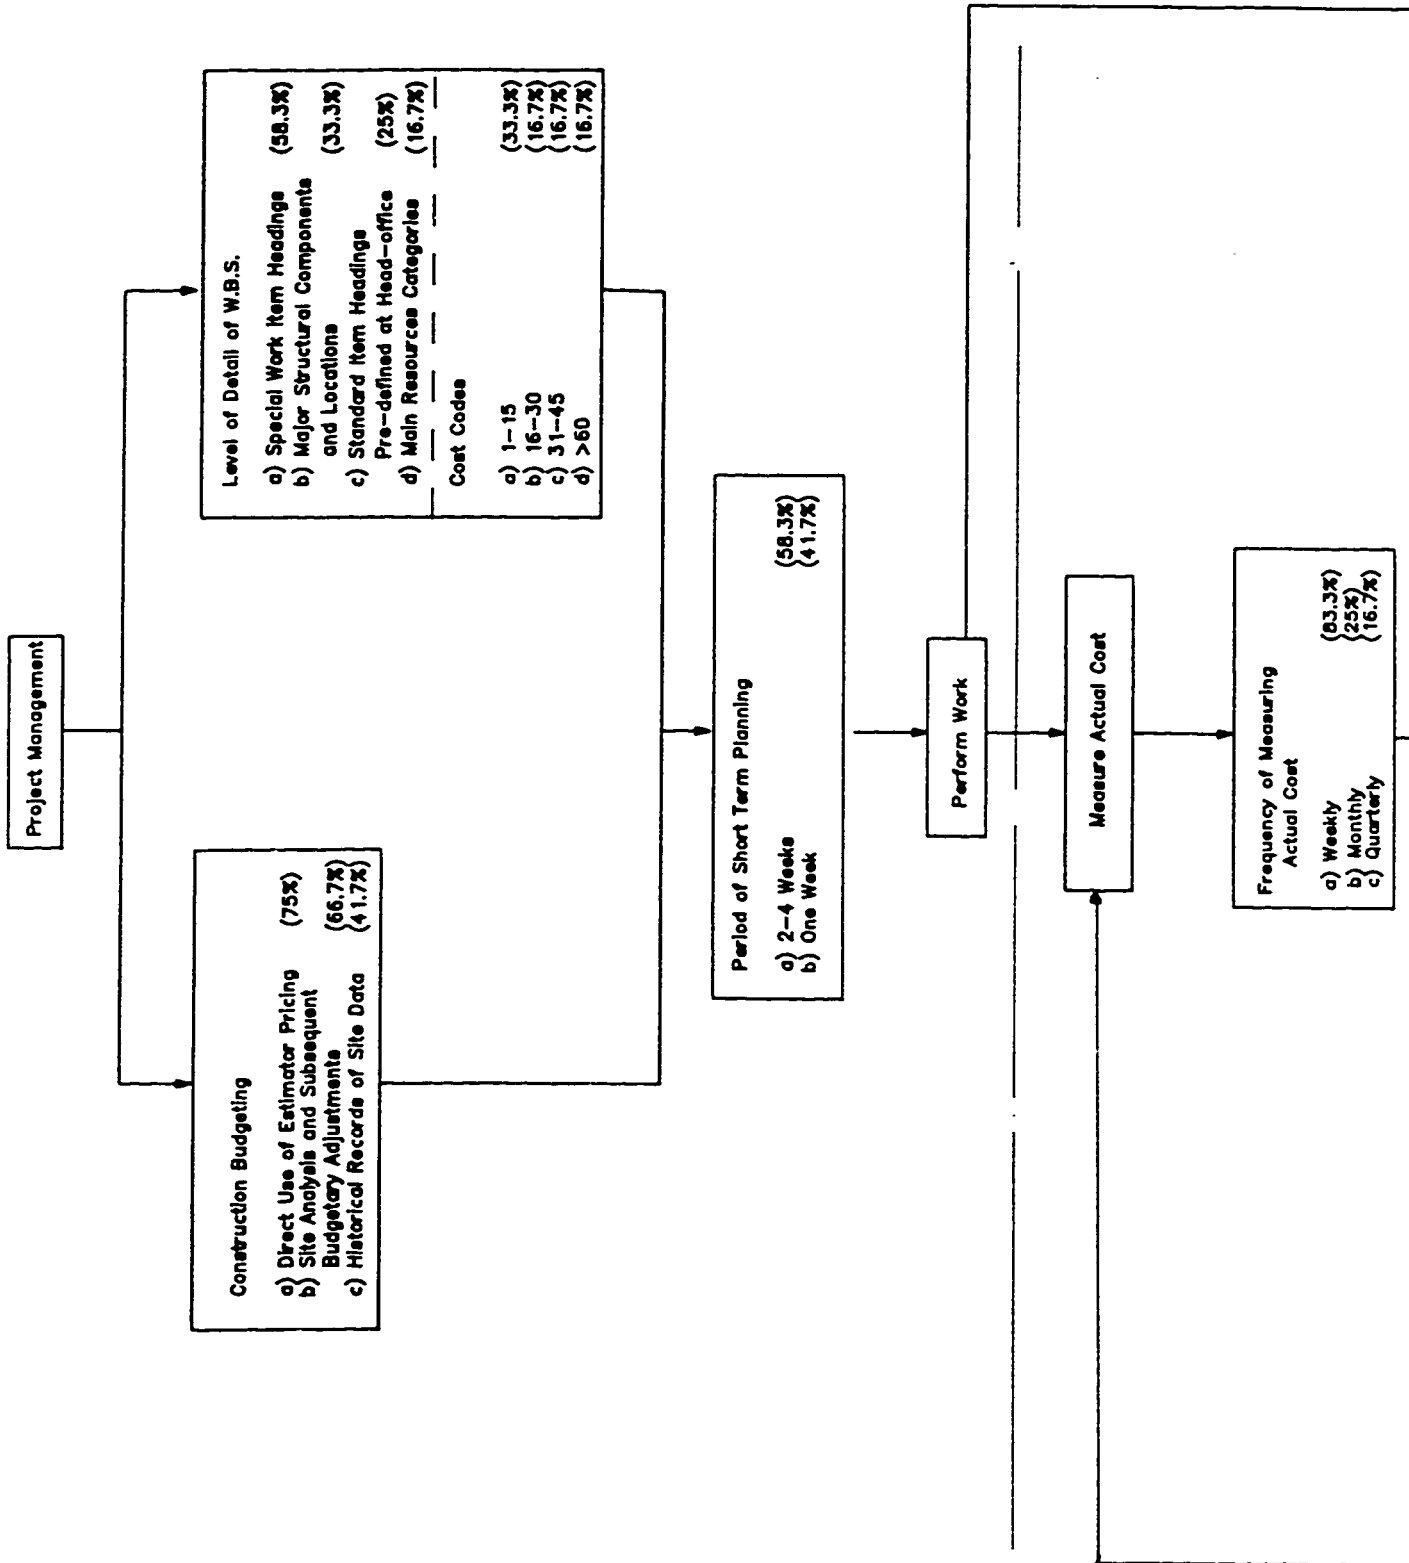 Project Management
Construction Budgeting
a) Direct Use of Estimator Pricing (75%)
b) Site Analysis and Subsequent
Budgetary Adjustments (66.7%)
c) Historical Records of Site Data (41.7%)
Level of Detail of W.B.S.
a) Special Work Item Headings (58.3%)
b) Major Structural Components
and Locations (33.3%)
c) Standard Item Headings
Pre-defined at Head-office (25%)
d) Main Resources Categories (16.7%)
Cost Codes
a) 1-15 (33.3%)
b) 16-30 (16.7%)
c) 31-45 (16.7%)
d) >60 (16.7%)
Period of Short Term Planning
a) 2-4 Weeks (58.3%)
b) One Week (41.7%)
Perform Work
Measure Actual Cost
Frequency of Measuring
Actual Cost
a) Weekly (83.3%)
b) Monthly (25%)
c) Quarterly (16.7%)